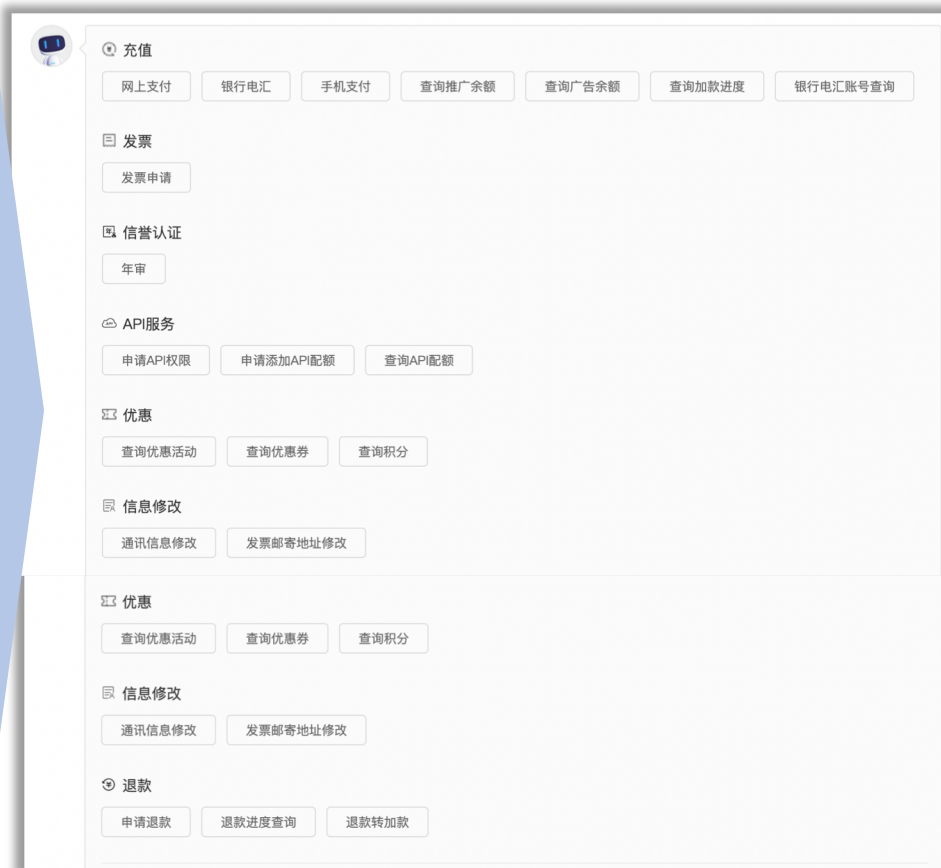 充值
网上支付 银行电汇 手机支付 查询推广余额 查询广告余额 查询加款进度 银行电汇账号查询
发票
发票申请
信誉认证
年审
API服务
申请API权限 申请添加API配额 查询API配额
优惠
查询优惠活动 查询优惠券 查询积分
信息修改
通讯信息修改 发票邮寄地址修改
优惠
查询优惠活动 查询优惠券 查询积分
信息修改
通讯信息修改 发票邮寄地址修改
退款
申请退款 退款进度查询 退款转加款